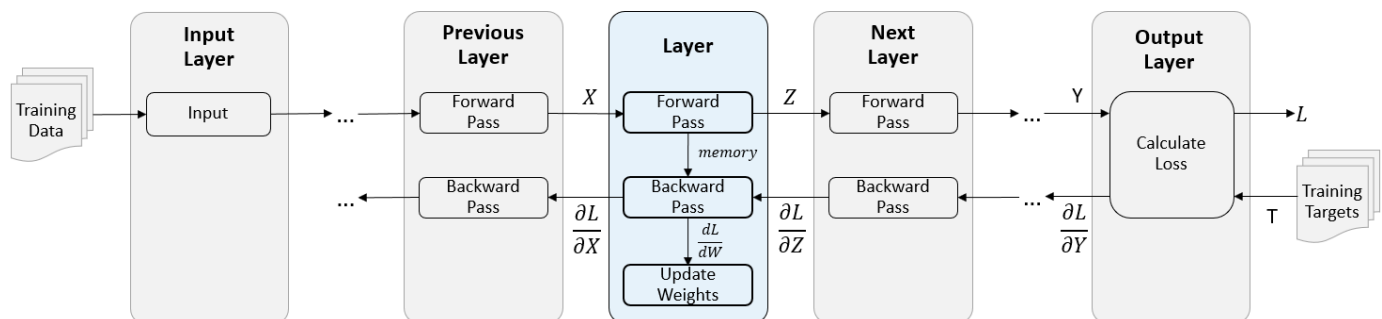 Input
Layer
Previous
Layer
Layer
Next
Layer
Output
Layer
Training
Data
Input
...
Forward
Pass
X
Forward
Pass
Z
Forward
Pass
...
Y
Calculate
Loss
L
memory
...
Backward
Pass
∂L
∂X
Backward
Pass
∂L
∂Z
Backward
Pass
...
∂L
∂Y
T
Training
Targets
dL
dW
Update
Weights